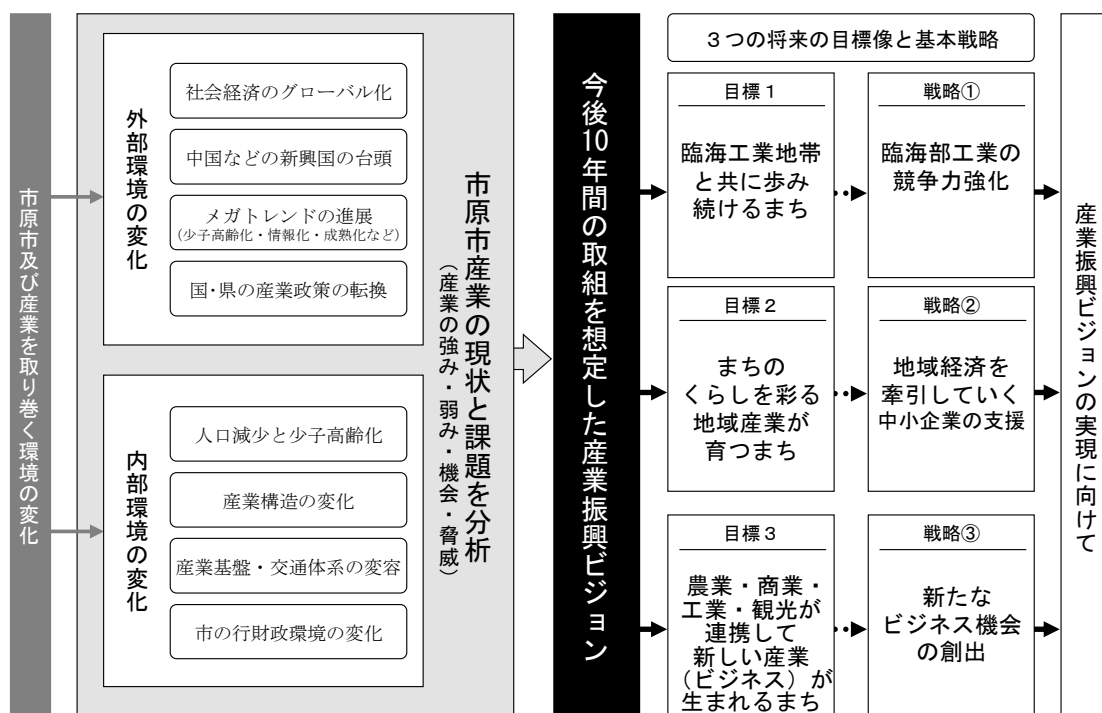 市原市及び産業を取り巻く環境の変化
外部環境の変化
社会経済のグローバル化
中国などの新興国の台頭
メガトレンドの進展
(少子高齢化・情報化・成熟化など)
国・県の産業政策の転換
内部環境の変化
人口減少と少子高齢化
産業構造の変化
産業基盤・交通体系の変容
市の行財政環境の変化
市原市産業の現状と課題を分析
(産業の強み・弱み・機会・脅威)
今後10年間の取組を想定した産業振興ビジョン
３つの将来の目標像と基本戦略
目標１
臨海工業地帯
と共に歩み
続けるまち
戦略①
臨海部工業の
競争力強化
目標２
まちの
くらしを彩る
地域産業が
育つまち
戦略②
地域経済を
牽引していく
中小企業の支援
目標３
農業・商業・
工業・観光が
連携して
新しい産業
(ビジネス)が
生まれるまち
戦略③
新たな
ビジネス機会
の創出
産業振興ビジョンの実現に向けて